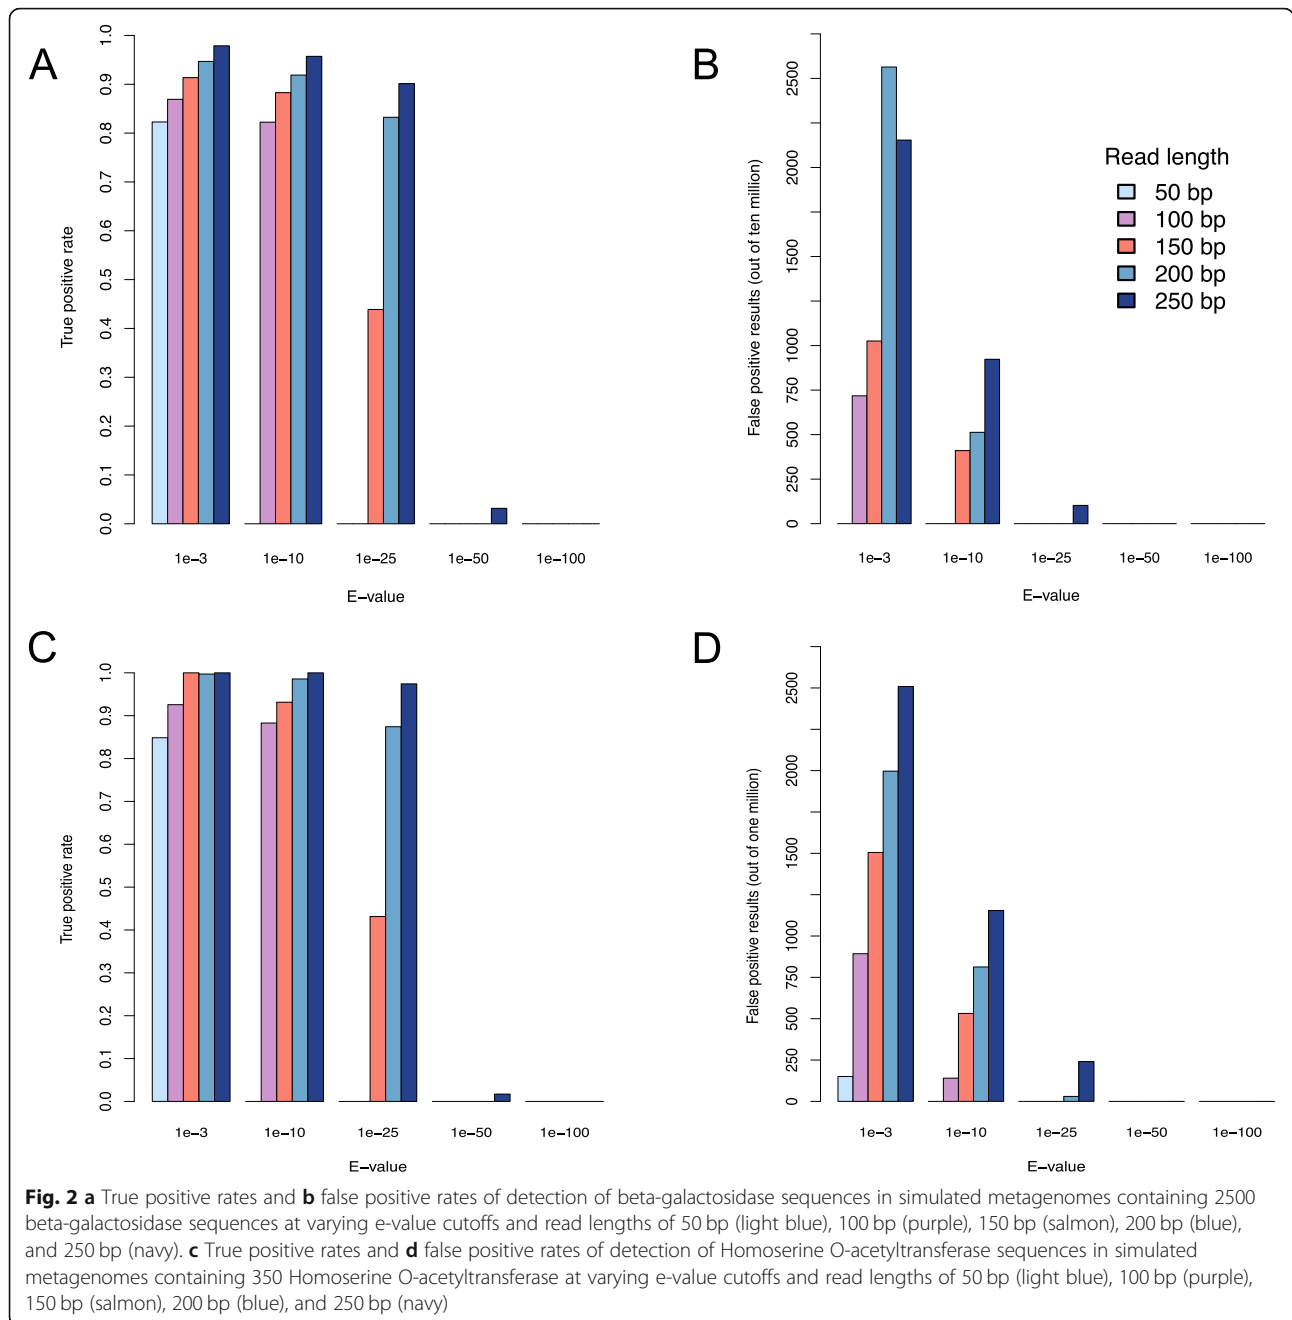 A
True positive rate
1.0
0.9
0.8
0.7
0.6
0.5
0.4
0.3
0.2
0.1
0.0
1e−3 1e−10 1e−25 1e−50 1e−100
E−value
B
False positive results (out of ten million)
2500
2000
1500
1000
750
500
250
0
1e−3 1e−10 1e−25 1e−50 1e−100
E−value
Read length
50 bp
100 bp
150 bp
200 bp
250 bp
C
True positive rate
1.0
0.9
0.8
0.7
0.6
0.5
0.4
0.3
0.2
0.1
0.0
1e−3 1e−10 1e−25 1e−50 1e−100
E−value
D
False positive results (out of one million)
2500
2000
1500
1000
750
500
250
0
1e−3 1e−10 1e−25 1e−50 1e−100
E−value
Fig. 2 a True positive rates and b false positive rates of detection of beta-galactosidase sequences in simulated metagenomes containing 2500
beta-galactosidase sequences at varying e-value cutoffs and read lengths of 50 bp (light blue), 100 bp (purple), 150 bp (salmon), 200 bp (blue),
and 250 bp (navy). c True positive rates and d false positive rates of detection of Homoserine O-acetyltransferase sequences in simulated
metagenomes containing 350 Homoserine O-acetyltransferase at varying e-value cutoffs and read lengths of 50 bp (light blue), 100 bp (purple),
150 bp (salmon), 200 bp (blue), and 250 bp (navy)